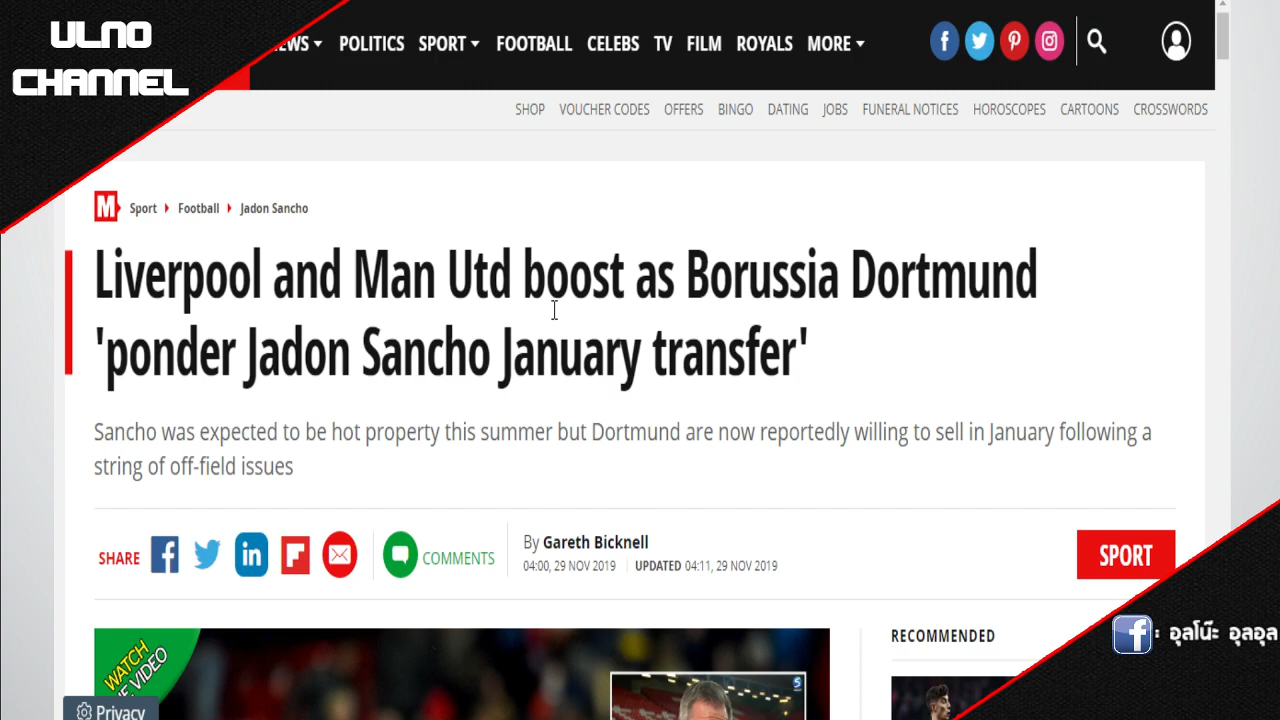 ULNO
CHANNEL
EWS POLITICS SPORT FOOTBALL CELEBS TV FILM ROYALS MORE
SHOP VOUCHER CODES OFFERS BINGO DATING JOBS FUNERAL NOTICES HOROSCOPES CARTOONS CROSSWORDS
M Sport Football Jadon Sancho
Liverpool and Man Utd boost as Borussia Dortmund
'ponder Jadon Sancho January transfer'
Sancho was expected to be hot property this summer but Dortmund are now reportedly willing to sell in January following a
string of off-field issues
SHARE COMMENTS
By Gareth Bicknell
04:00, 29 NOV 2019 UPDATED 04:11, 29 NOV 2019
SPORT
: อุลโน๊ะ อุลอุล
RECOMMENDED
WATCH
VIDEO
Privacy